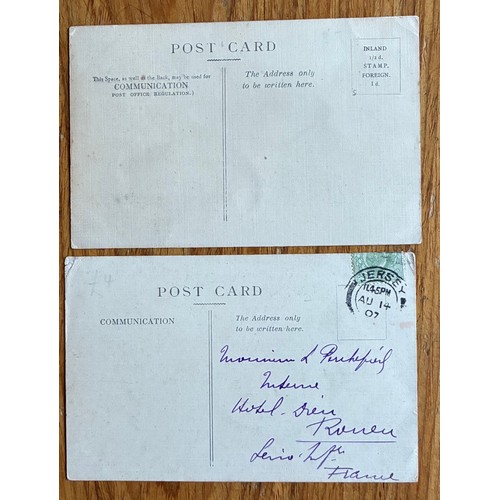 POST CARD
This Space, as well as the Back, may be used for
COMMUNICATION
POST OFFICE REGULATION.)
The Address only
to be written here.
INLAND
1/2d.
STAMP.
FOREIGN.
1d.
POST CARD
COMMUNICATION
The Address only
to be written here.
JERSEY
11.45PM
AU 14
07
Monsieur L
Interne
Hotel-Dieu
Rouen
France